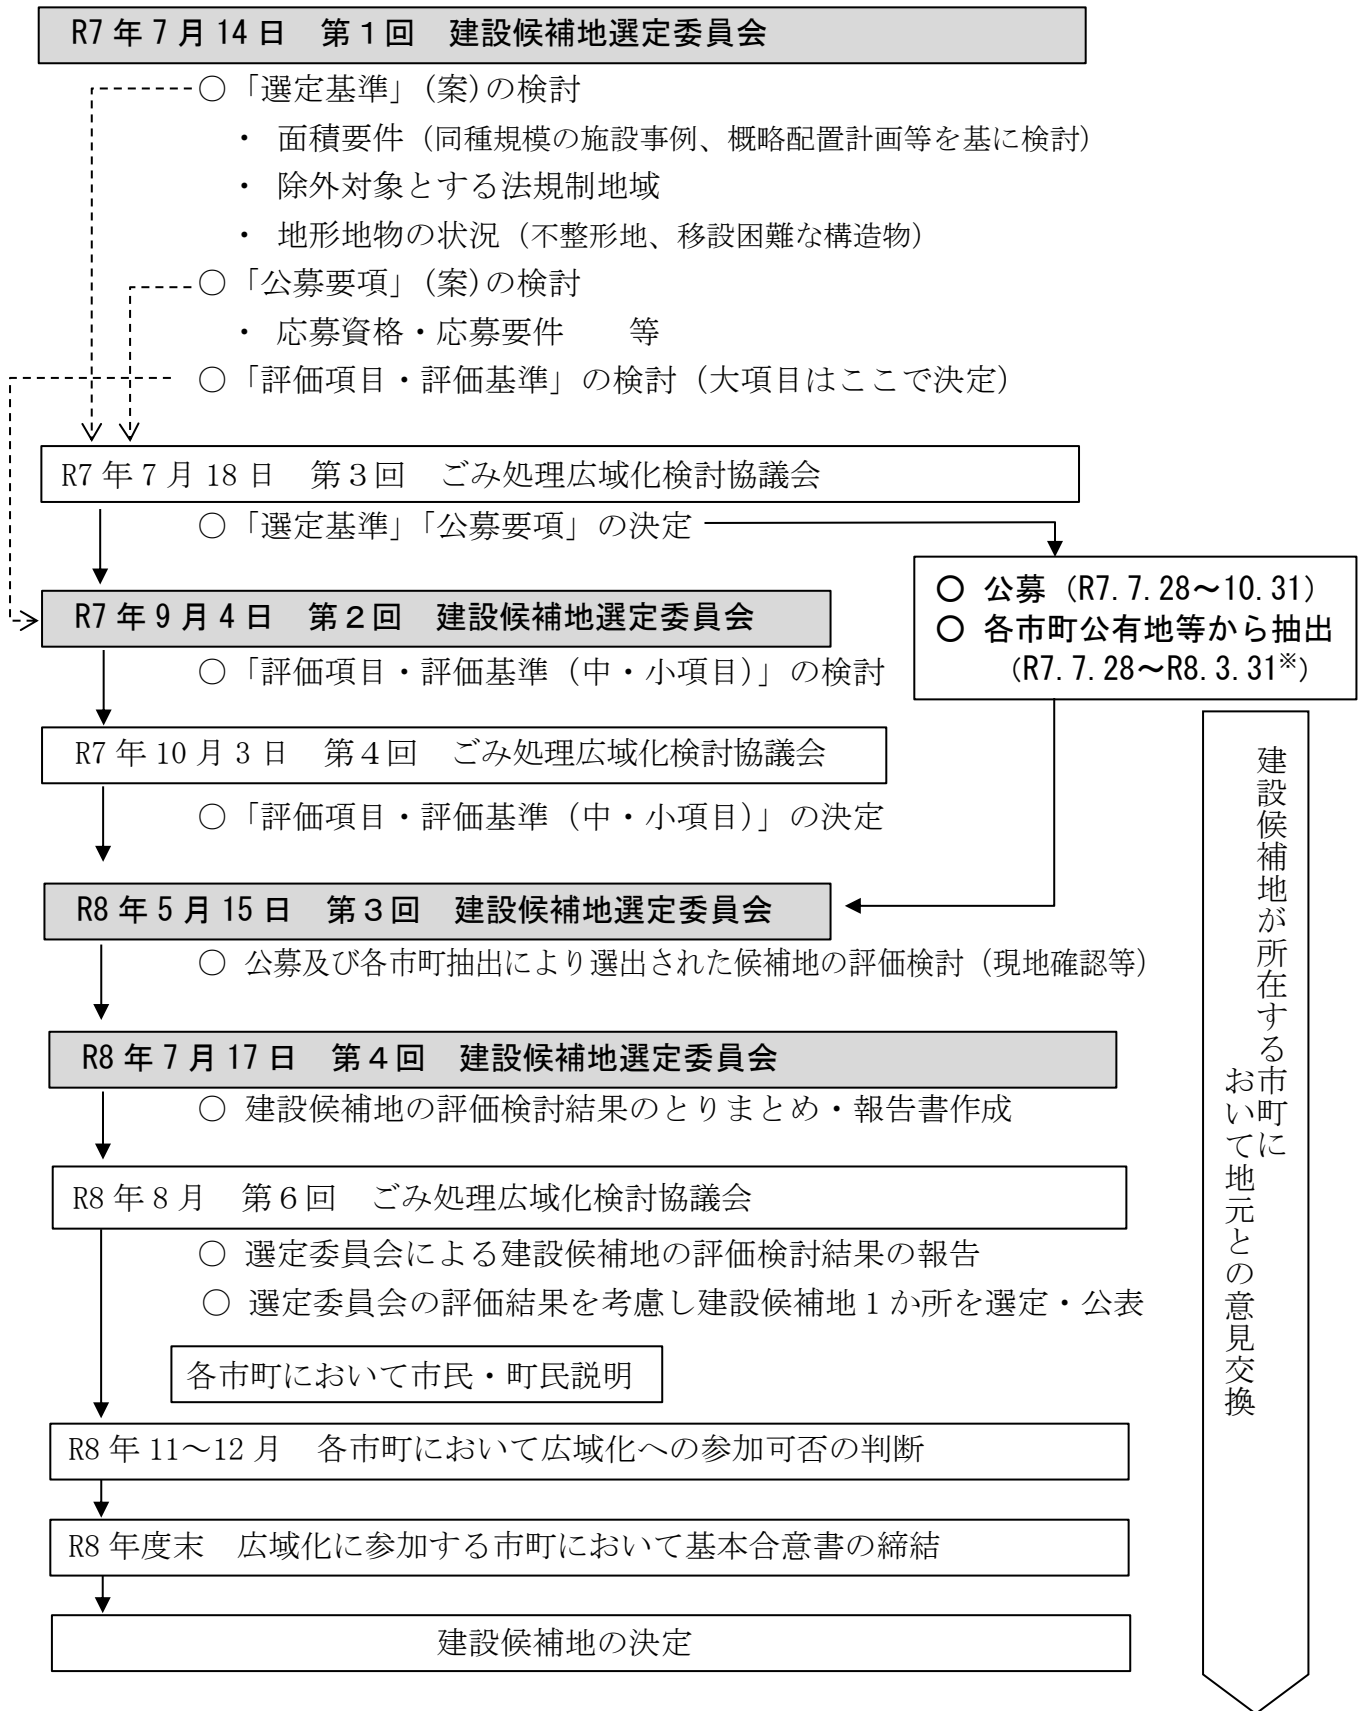 R7年7月14日　第1回　建設候補地選定委員会
○「選定基準」(案)の検討
・ 面積要件（同種規模の施設事例、概略配置計画等を基に検討）
・ 除外対象とする法規制地域
・ 地形地物の状況（不整形地、移設困難な構造物）
○「公募要項」(案)の検討
・ 応募資格・応募要件　　等
○「評価項目・評価基準」の検討（大項目はここで決定）
R7年7月18日　第３回　ごみ処理広域化検討協議会
○「選定基準」「公募要項」の決定
○ 公募（R7.7.28～10.31）
○ 各市町公有地等から抽出
（R7.7.28～R8.3.31※）
R7年9月4日　第２回　建設候補地選定委員会
○「評価項目・評価基準（中・小項目）」の検討
R7年10月3日　第４回　ごみ処理広域化検討協議会
○「評価項目・評価基準（中・小項目）」の決定
R8年5月15日　第３回　建設候補地選定委員会
○ 公募及び各市町抽出により選出された候補地の評価検討（現地確認等）
R8年7月17日　第４回　建設候補地選定委員会
○ 建設候補地の評価検討結果のとりまとめ・報告書作成
R8年8月　第６回　ごみ処理広域化検討協議会
○ 選定委員会による建設候補地の評価検討結果の報告
○ 選定委員会の評価結果を考慮し建設候補地1か所を選定・公表
各市町において市民・町民説明
R8年11～12月　各市町において広域化への参加可否の判断
R8年度末　広域化に参加する市町において基本合意書の締結
建設候補地の決定
建設候補地が所在する市町に
おいて地元との意見交換